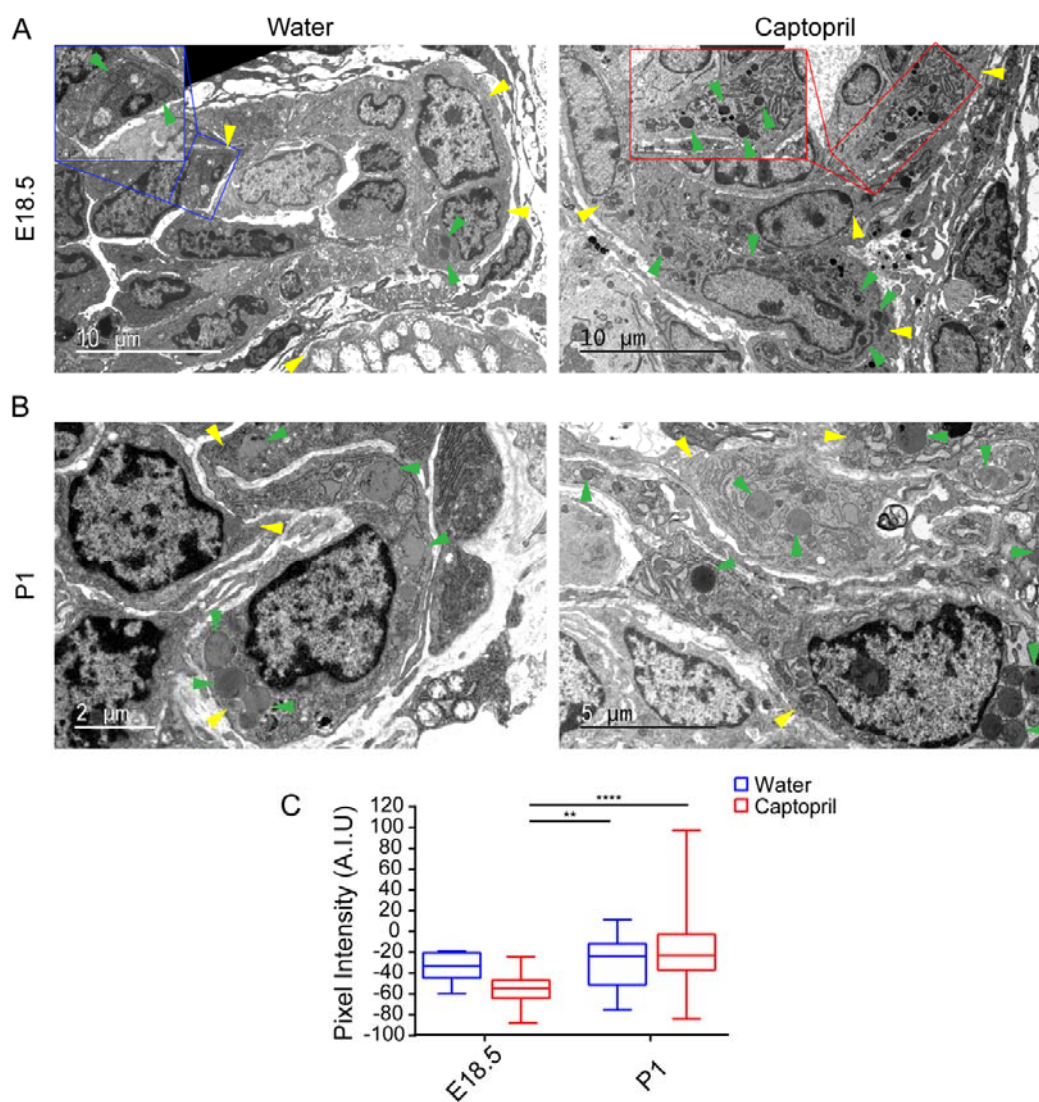 A
Water
Captopril
E18.5
10 µm
10 µm
B
P1
2 µm
5 µm
C
Water
Captopril
****
**
Pixel Intensity (A.I.U)
120
100
80
60
40
20
0
-20
-40
-60
-80
-100
E18.5
P1